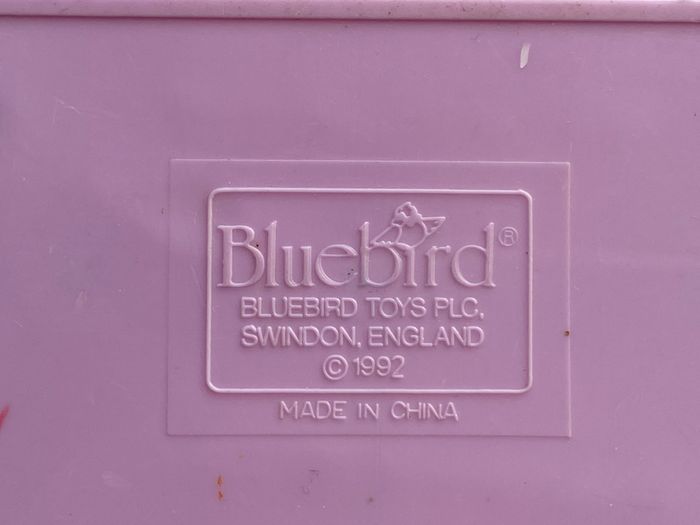 Bluebird®
BLUEBIRD TOYS PLC,
SWINDON, ENGLAND
© 1992
MADE IN CHINA